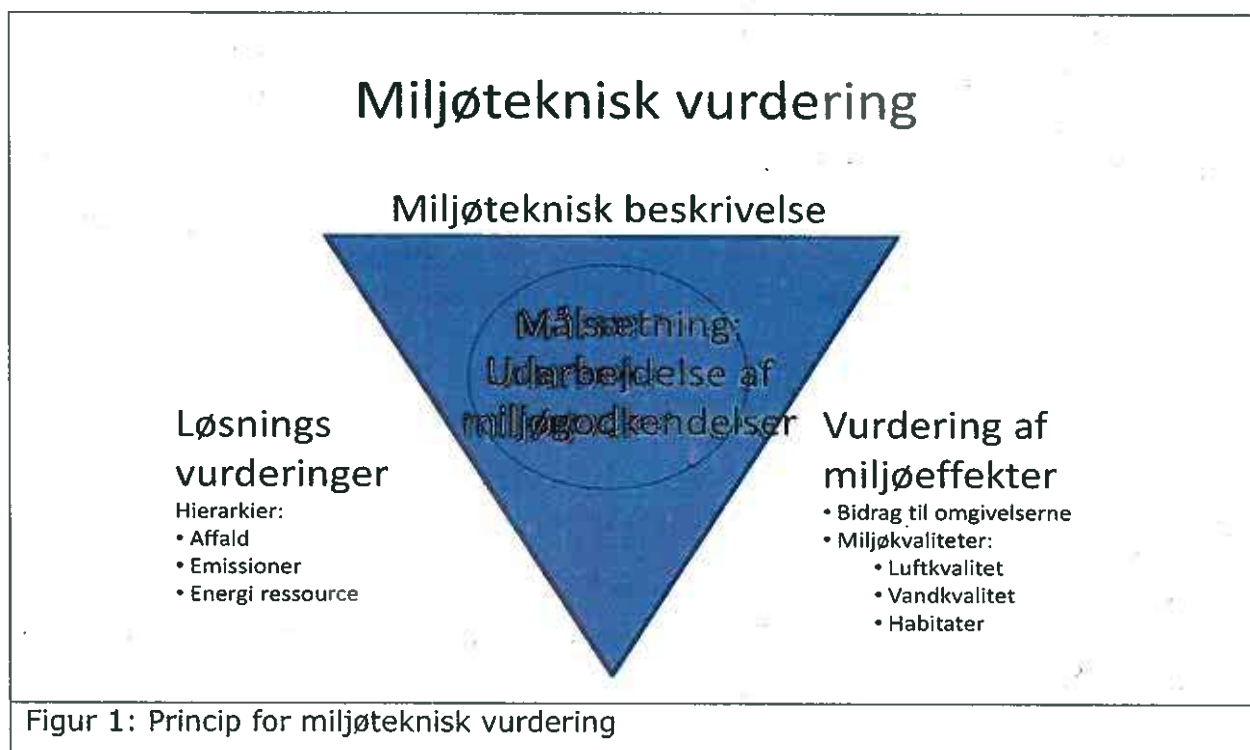 Miljøteknisk vurdering
Miljøteknisk beskrivelse
Målsætning:
Udarbejdelse af
miljøgodkendelser
Løsnings
vurderinger
Hierarkier:
• Affald
• Emissioner
• Energi ressource
Vurdering af
miljøeffekter
• Bidrag til omgivelserne
• Miljøkvaliteter:
• Luftkvalitet
• Vandkvalitet
• Habitater
Figur 1: Princip for miljøteknisk vurdering